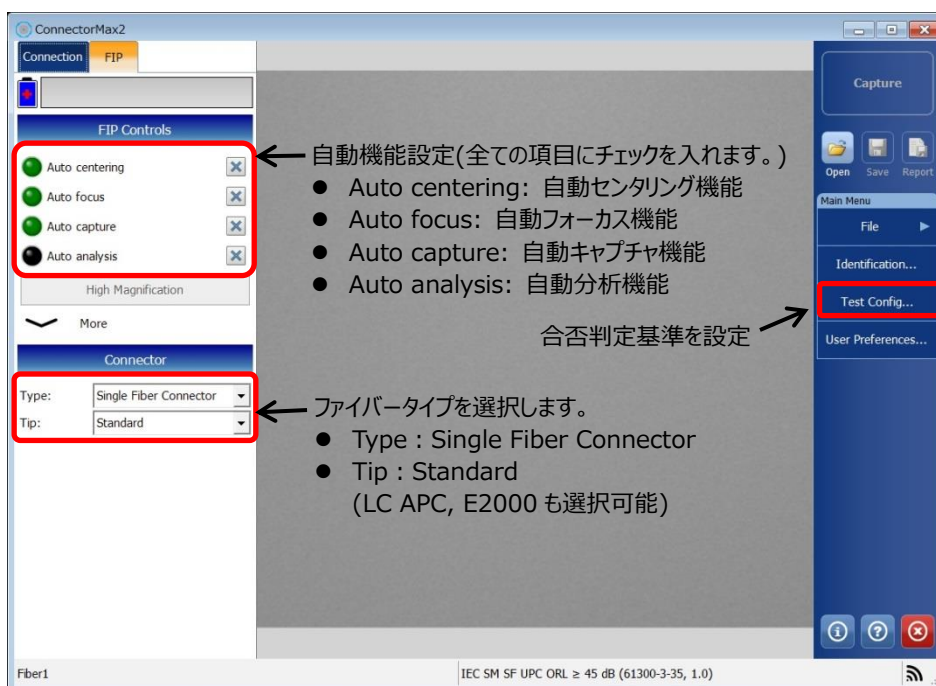 ConnectorMax2
Connection FIP
FIP Controls
Auto centering
Auto focus
Auto capture
Auto analysis
High Magnification
More
Connector
Type: Single Fiber Connector
Tip: Standard
自動機能設定(全ての項目にチェックを入れます。)
● Auto centering: 自動センタリング機能
● Auto focus: 自動フォーカス機能
● Auto capture: 自動キャプチャ機能
● Auto analysis: 自動分析機能
合否判定基準を設定
ファイバータイプを選択します。
● Type : Single Fiber Connector
● Tip : Standard
(LC APC, E2000 も選択可能)
Capture
Open Save Report
Main Menu
File
Identification...
Test Config...
User Preferences...
Fiber1
IEC SM SF UPC ORL ≥ 45 dB (61300-3-35, 1.0)